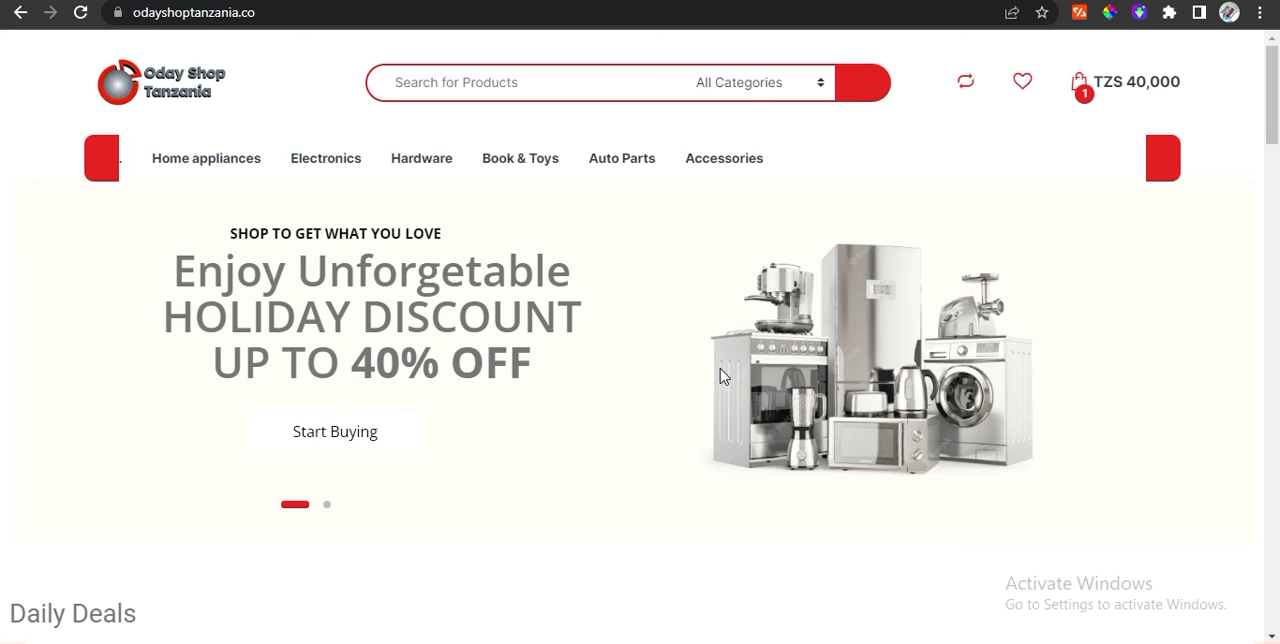 odayshoptanzania.co
Oday Shop
Tanzania
Search for Products
All Categories
1
TZS 40,000
.
Home appliances
Electronics
Hardware
Book & Toys
Auto Parts
Accessories
SHOP TO GET WHAT YOU LOVE
Enjoy Unforgetable
HOLIDAY DISCOUNT
UP TO 40% OFF
Start Buying
Daily Deals
Activate Windows
Go to Settings to activate Windows.